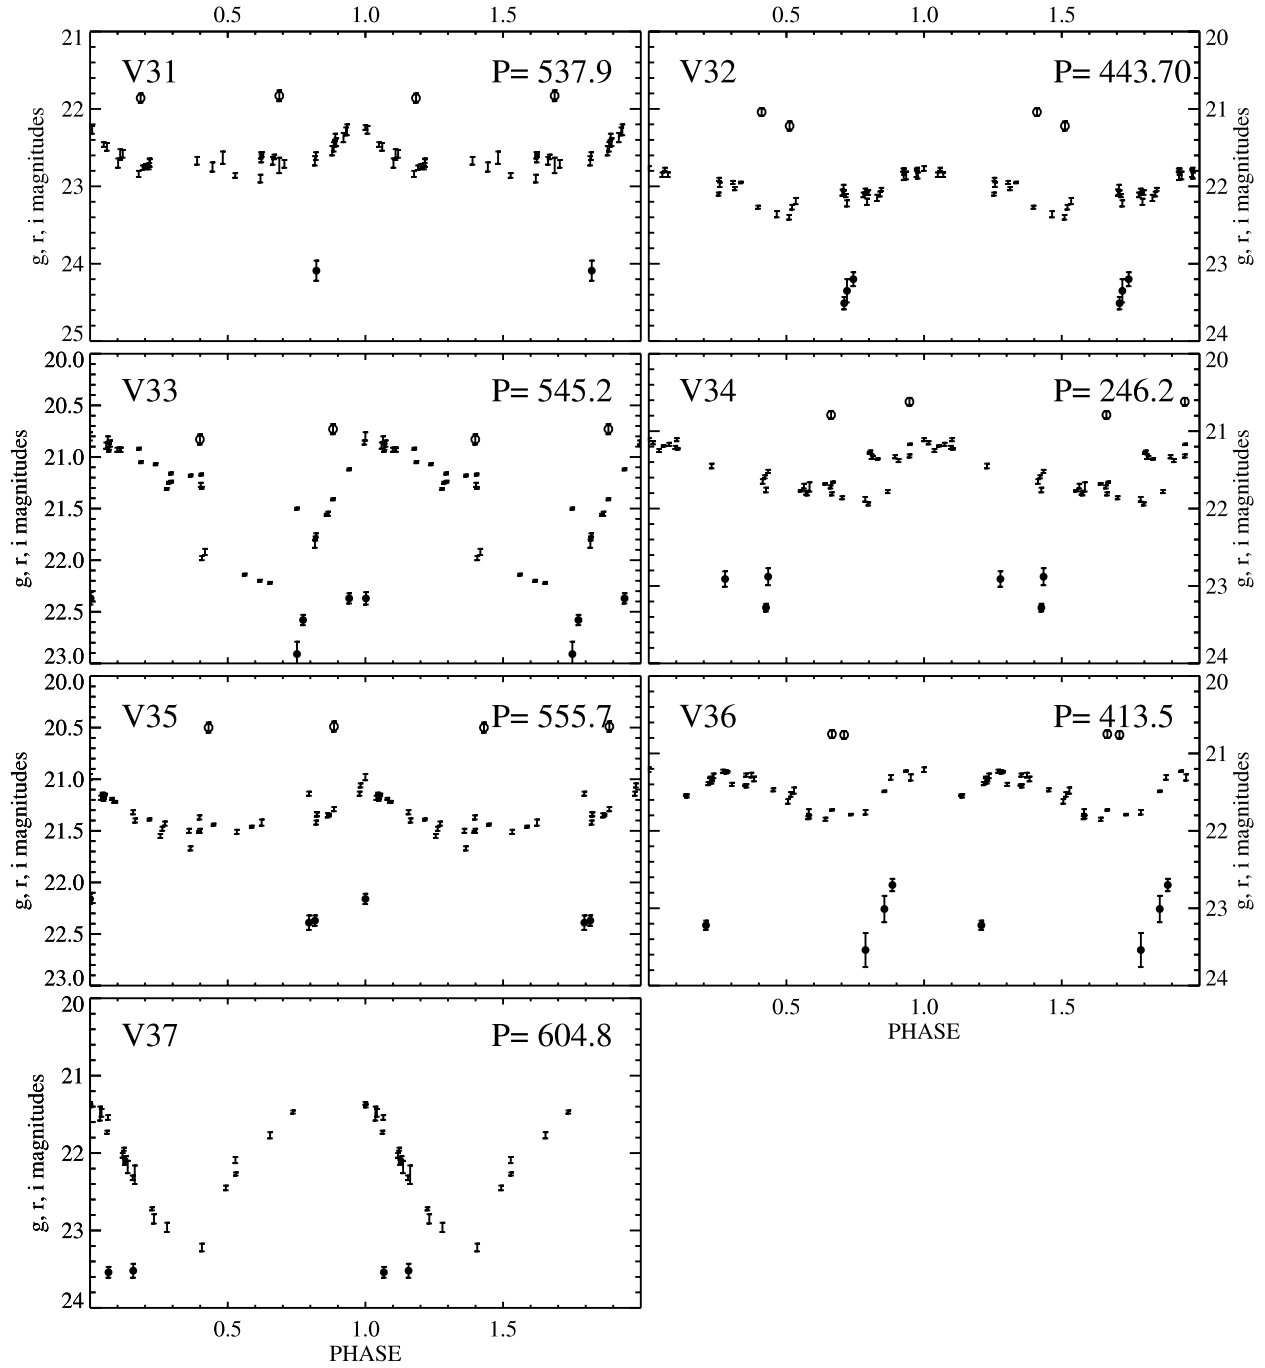 0.5 1.0 1.5 0.5 1.0 1.5
21
22
23
24
25
g, r, i magnitudes
V31 P= 537.9
V32 P= 443.70
20
21
22
23
24
g, r, i magnitudes
20.0
20.5
21.0
21.5
22.0
22.5
23.0
g, r, i magnitudes
V33 P= 545.2
V34 P= 246.2
20
21
22
23
24
g, r, i magnitudes
20.0
20.5
21.0
21.5
22.0
22.5
23.0
g, r, i magnitudes
V35 P= 555.7
V36 P= 413.5
20
21
22
23
24
g, r, i magnitudes
0.5 1.0 1.5
PHASE
20
21
22
23
24
g, r, i magnitudes
V37 P= 604.8
0.5 1.0 1.5
PHASE